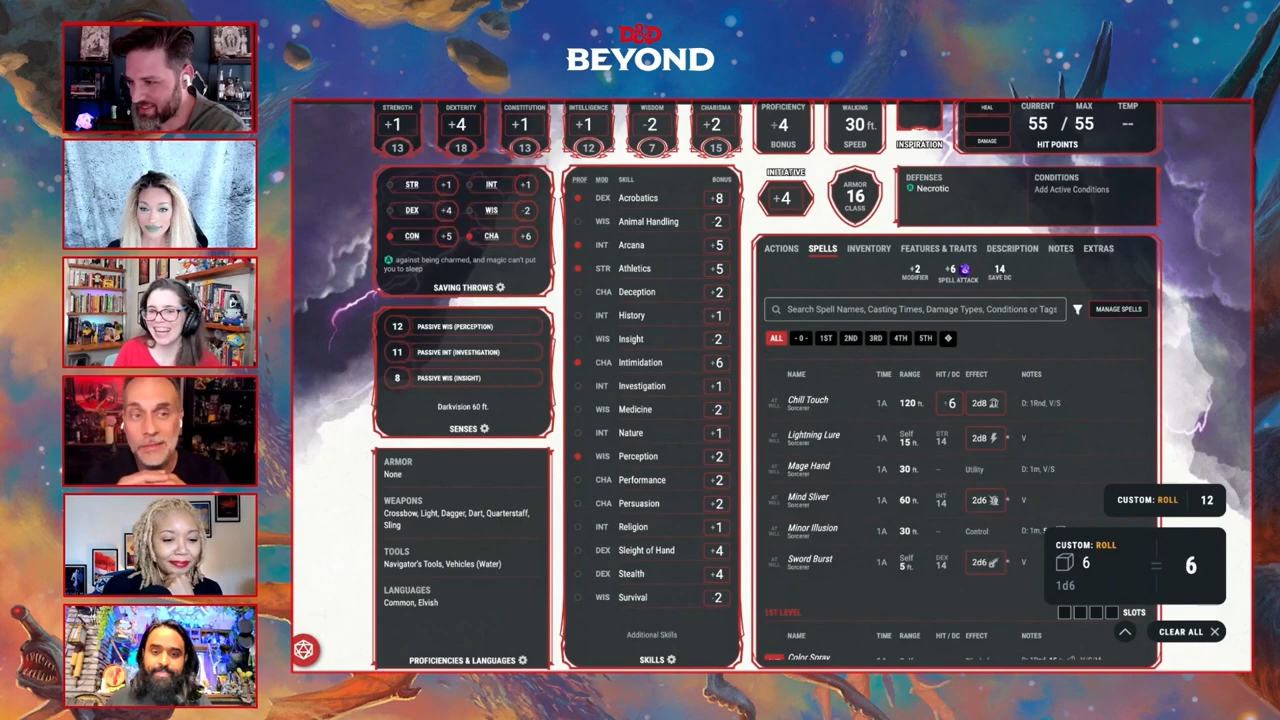 D&D
BEYOND
STRENGTH
+1
13
DEXTERITY
+4
18
CONSTITUTION
+1
13
INTELLIGENCE
+1
12
WISDOM
-2
7
CHARISMA
+2
15
PROFICIENCY
+4
BONUS
WALKING
30 ft.
SPEED
INSPIRATION
HEAL
DAMAGE
CURRENT MAX TEMP
55 / 55 --
HIT POINTS
STR +1 INT +1
DEX +4 WIS -2
CON +5 CHA +6
against being charmed, and magic can't put
you to sleep
SAVING THROWS
12 PASSIVE WIS (PERCEPTION)
11 PASSIVE INT (INVESTIGATION)
8 PASSIVE WIS (INSIGHT)
Darkvision 60 ft.
SENSES
ARMOR
None
WEAPONS
Crossbow, Light, Dagger, Dart, Quarterstaff,
Sling
TOOLS
Navigator's Tools, Vehicles (Water)
LANGUAGES
Common, Elvish
PROFICIENCIES & LANGUAGES
PROF MOD SKILL BONUS
DEX Acrobatics +8
WIS Animal Handling -2
INT Arcana +5
STR Athletics +5
CHA Deception +2
INT History +1
WIS Insight -2
CHA Intimidation +6
INT Investigation +1
WIS Medicine -2
INT Nature +1
WIS Perception +2
CHA Performance +2
CHA Persuasion +2
INT Religion +1
DEX Sleight of Hand +4
DEX Stealth +4
WIS Survival -2
Additional Skills
SKILLS
INITIATIVE
+4
ARMOR
16
CLASS
DEFENSES
Necrotic
CONDITIONS
Add Active Conditions
ACTIONS SPELLS INVENTORY FEATURES & TRAITS DESCRIPTION NOTES EXTRAS
+2
MODIFIER
+6
SPELL ATTACK
14
SAVE DC
Search Spell Names, Casting Times, Damage Types, Conditions or Tags
MANAGE SPELLS
ALL - 0 - 1ST 2ND 3RD 4TH 5TH
NAME TIME RANGE HIT / DC EFFECT NOTES
AT WILL Chill Touch 1A 120 ft. +6 2d8 D: 1Rnd, V/S
Sorcerer
AT WILL Lightning Lure 1A Self 15 ft. STR 14 2d8 * V
Sorcerer
AT WILL Mage Hand 1A 30 ft. -- Utility D: 1m, V/S
Sorcerer
AT WILL Mind Sliver 1A 60 ft. INT 14 2d6 * V
Sorcerer
AT WILL Minor Illusion 1A 30 ft. -- Control D: 1m,
Sorcerer
AT WILL Sword Burst 1A Self 5 ft. DEX 14 2d6 * V
Sorcerer
1ST LEVEL
SLOTS
NAME TIME RANGE HIT / DC EFFECT NOTES
Color Spray
CUSTOM: ROLL 12
CUSTOM: ROLL
6 = 6
1d6
CLEAR ALL X